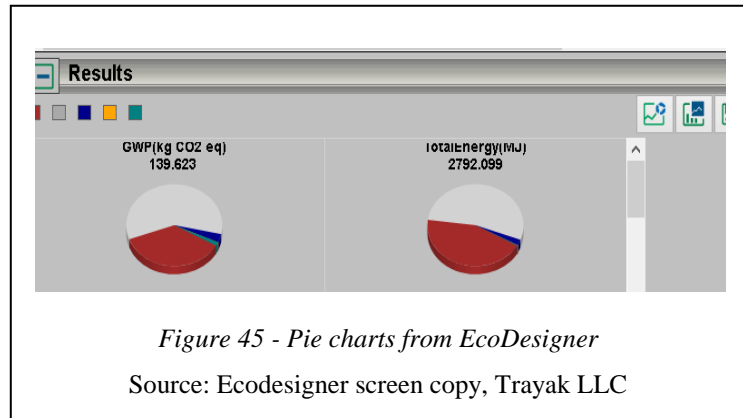 Results
GWP(kg CO2 eq)
139.623
TotalEnergy(MJ)
2792.099
Figure 45 - Pie charts from EcoDesigner
Source: Ecodesigner screen copy, Trayak LLC